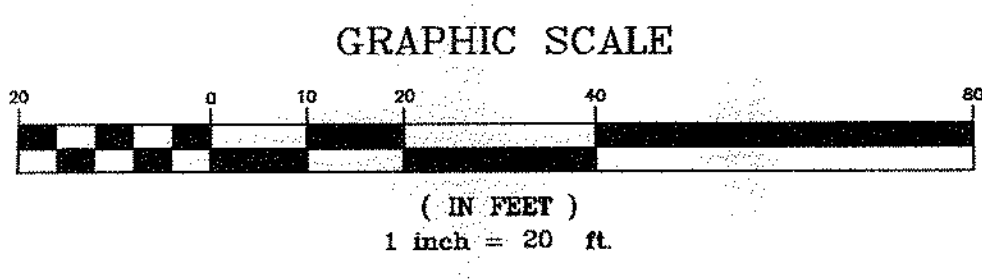 GRAPHIC SCALE
20 0 10 20 40 80
( IN FEET )
1 inch = 20 ft.